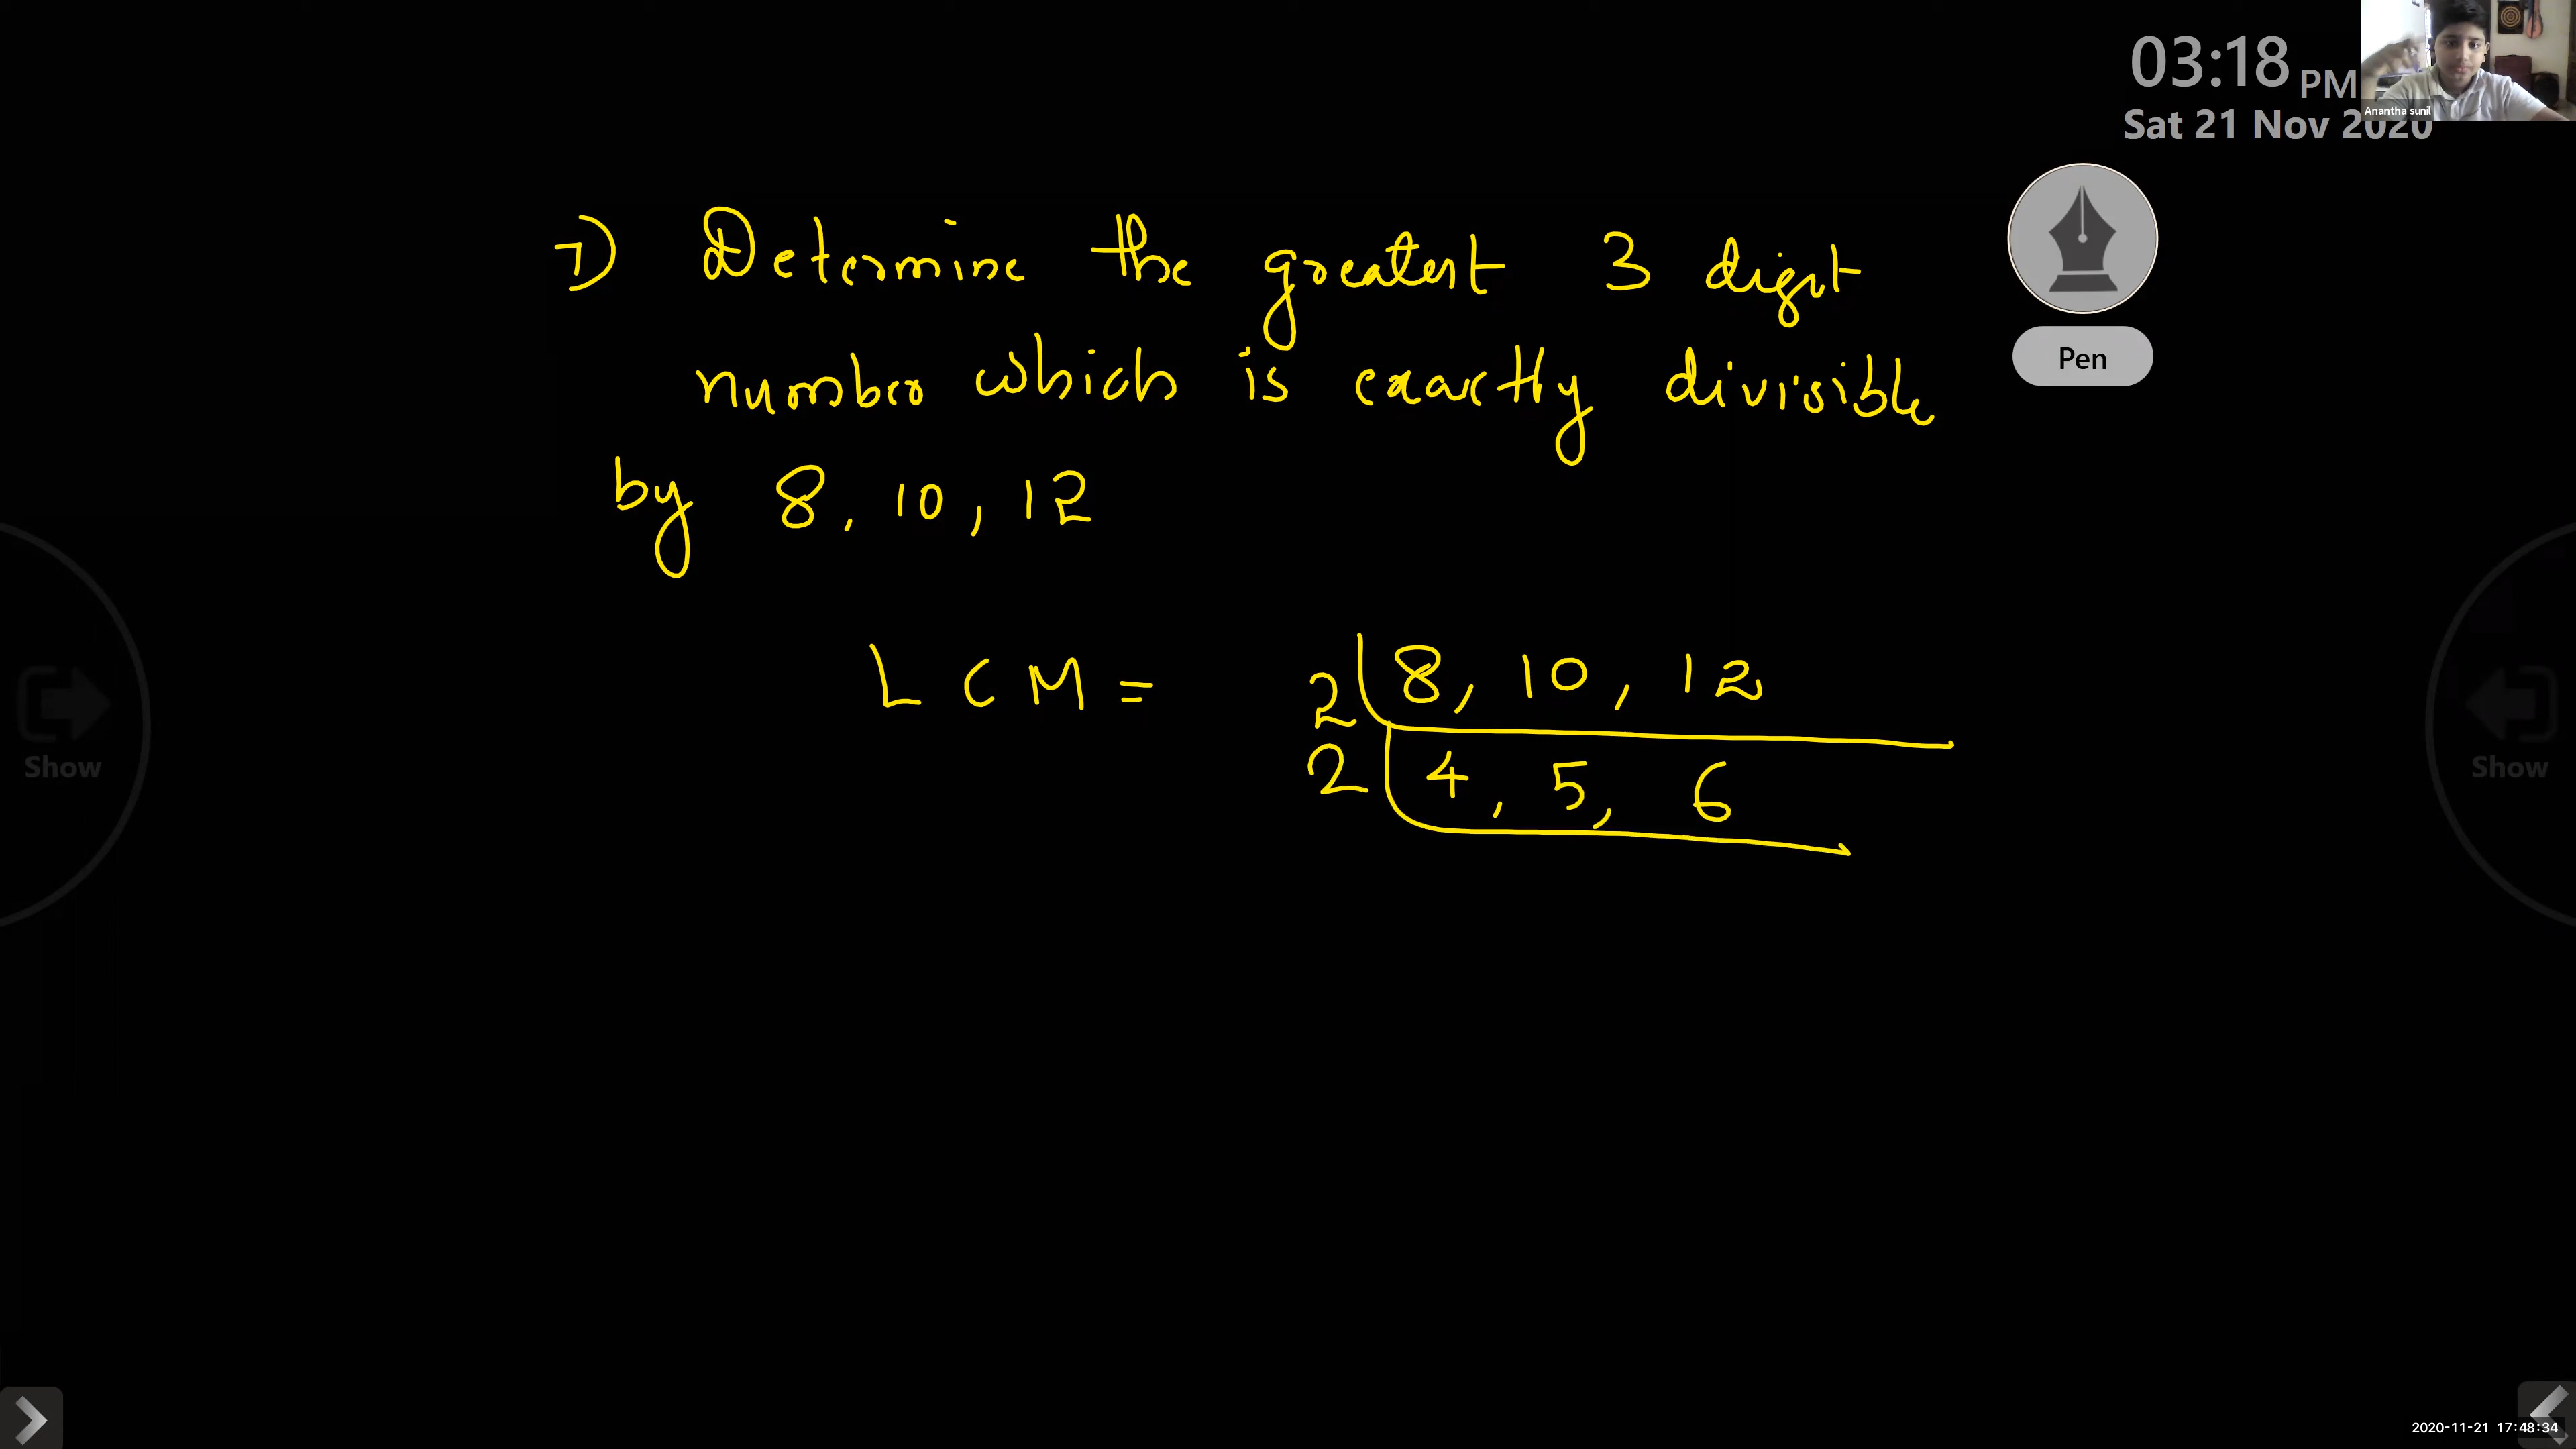 03:18 PM
Anantha sunil
Sat 21 Nov 2020
Pen
7) Determine the greatest 3 digit
number which is exactly divisible
by 8, 10, 12
LCM =
2 8, 10, 12
2 4, 5, 6
Show
Show
2020-11-21 17:48:34